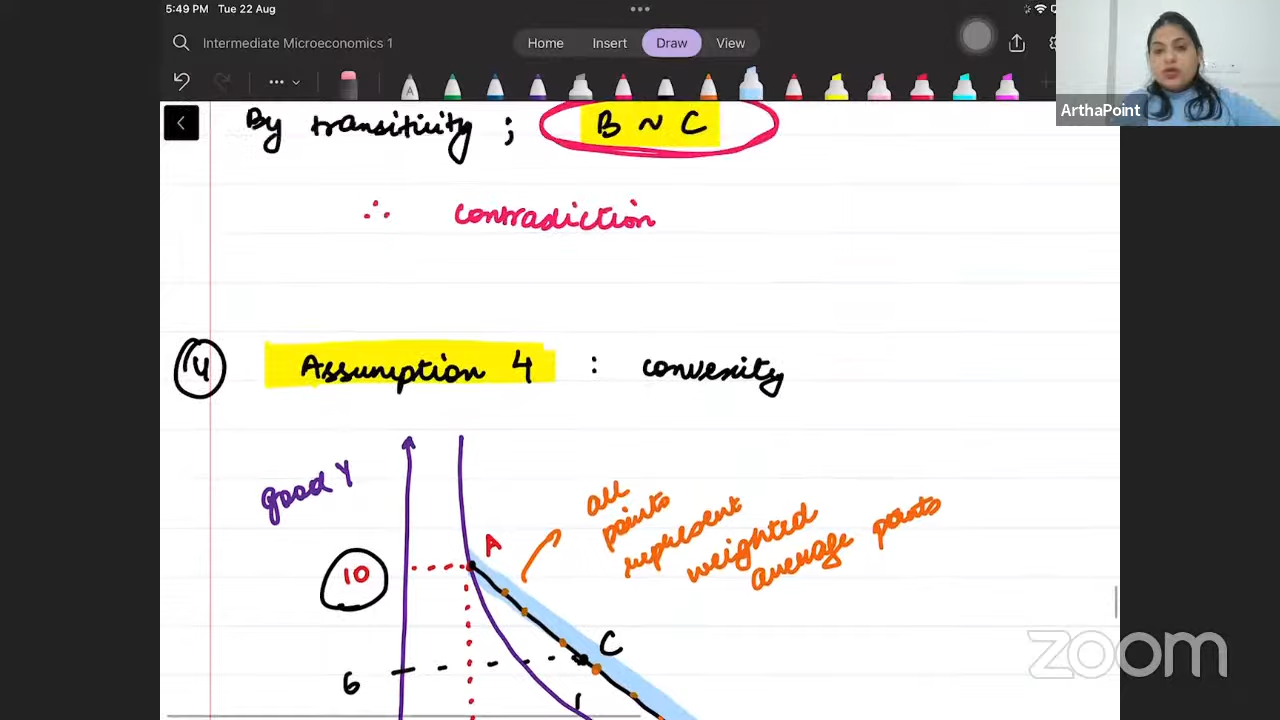 5:49 PM Tue 22 Aug
Intermediate Microeconomics 1
Home Insert Draw View
ArthaPoint
By transitivity ; B ~ C
∴ contradiction
4 Assumption 4 : convexity
good Y
all
points
represent
weighted
average points
A
10
C
6
zoom